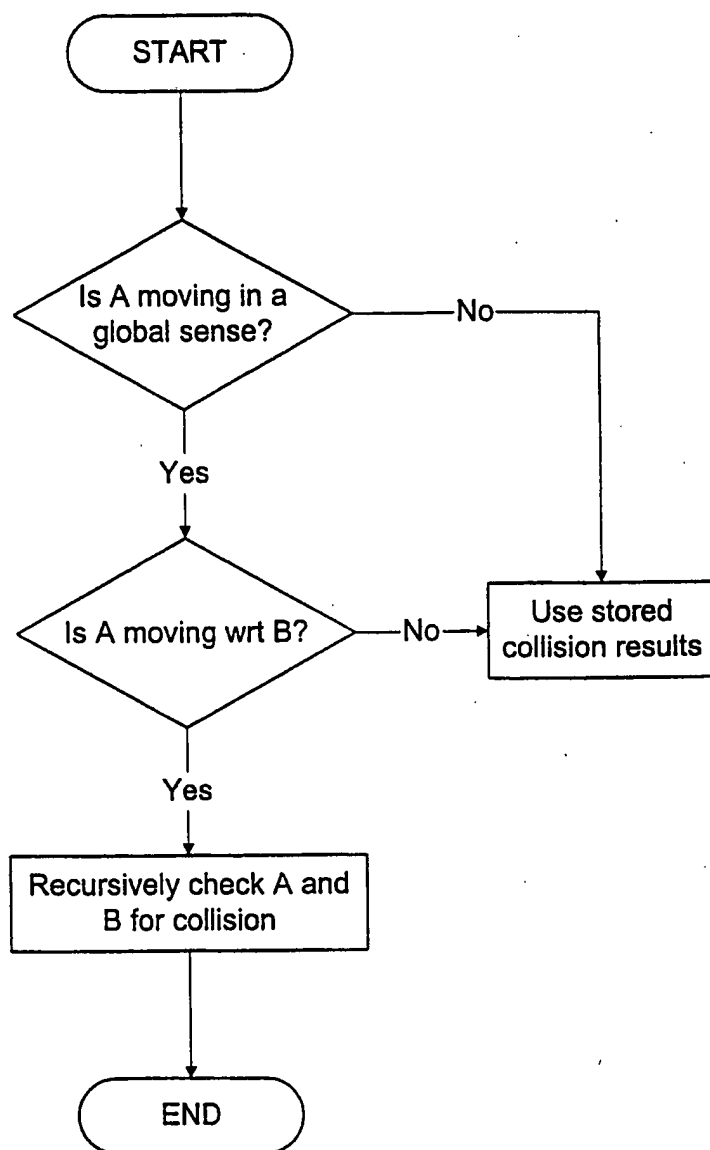 START
Is A moving in a
global sense?
No
Yes
Is A moving wrt B?
No
Use stored
collision results
Yes
Recursively check A and
B for collision
END